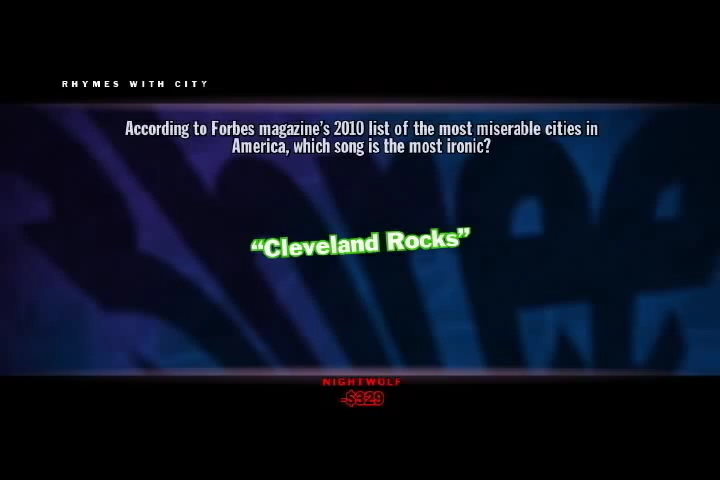 RHYMES WITH CITY
According to Forbes magazine's 2010 list of the most miserable cities in
America, which song is the most ironic?
“Cleveland Rocks”
NIGHTWOLF
-$329